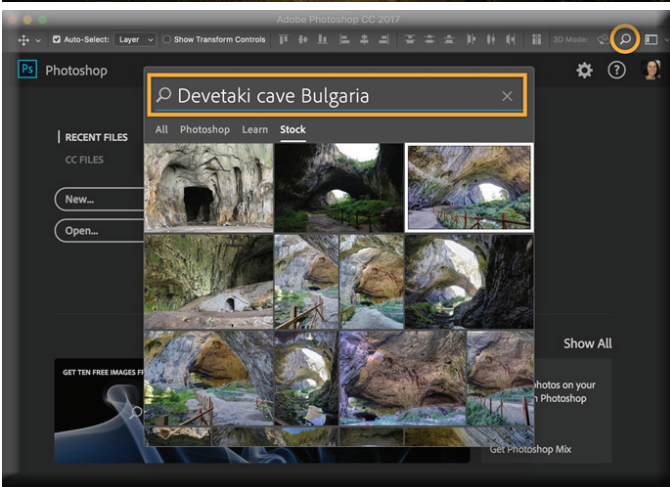 Adobe Photoshop CC 2017
Auto-Select: Layer Show Transform Controls 3D Mode:
Ps Photoshop
Devetaki cave Bulgaria
All Photoshop Learn Stock
RECENT FILES
CC FILES
New...
Open...
Show All
GET TEN FREE IMAGES
photos on your
Photoshop
Get Photoshop Mix